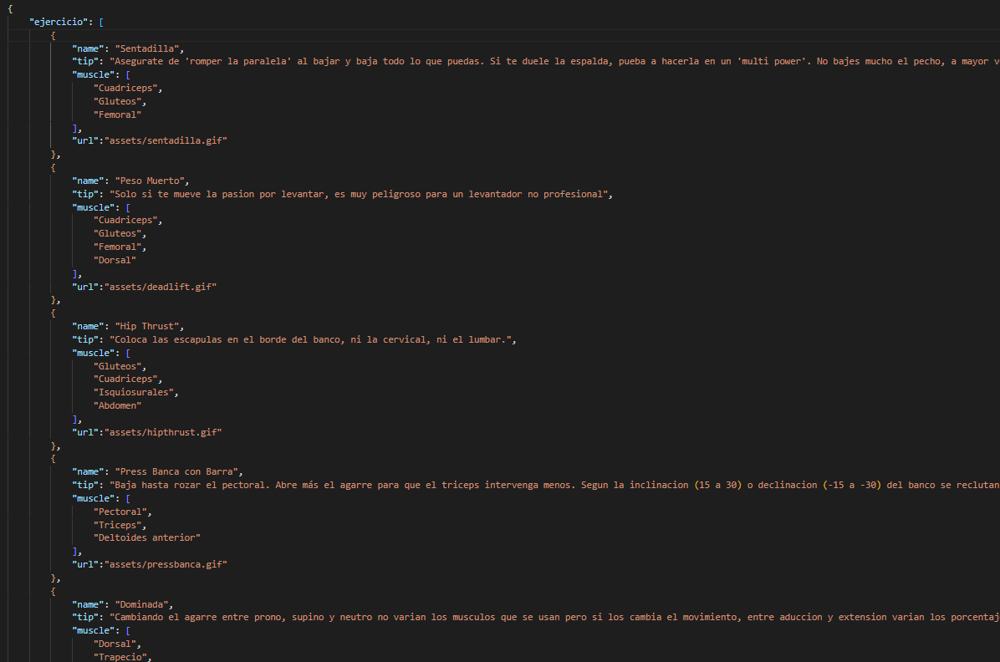 {
"ejercicio": [
{
"name": "Sentadilla",
"tip": "Asegurate de 'romper la paralela' al bajar y baja todo lo que puedas. Si te duele la espalda, pueba a hacerla en un 'multi power'. No bajes mucho el pecho, a mayor
"muscle": [
"Cuadriceps",
"Gluteos",
"Femoral"
],
"url":"assets/sentadilla.gif"
},
{
"name": "Peso Muerto",
"tip": "Solo si te mueve la pasion por levantar, es muy peligroso para un levantador no profesional",
"muscle": [
"Cuadriceps",
"Gluteos",
"Femoral",
"Dorsal"
],
"url":"assets/deadlift.gif"
},
{
"name": "Hip Thrust",
"tip": "Coloca las escapulas en el borde del banco, ni la cervical, ni el lumbar.",
"muscle": [
"Gluteos",
"Cuadriceps",
"Isquiosurales",
"Abdomen"
],
"url":"assets/hipthrust.gif"
},
{
"name": "Press Banca con Barra",
"tip": "Baja hasta rozar el pectoral. Abre más el agarre para que el triceps intervenga menos. Segun la inclinacion (15 a 30) o declinacion (-15 a -30) del banco se reclutan
"muscle": [
"Pectoral",
"Triceps",
"Deltoides anterior"
],
"url":"assets/pressbanca.gif"
},
{
"name": "Dominada",
"tip": "Cambiando el agarre entre prono, supino y neutro no varian los musculos que se usan pero si los cambia el movimiento, entre aduccion y extension varian los porcentaj
"muscle": [
"Dorsal",
"Trapecio",